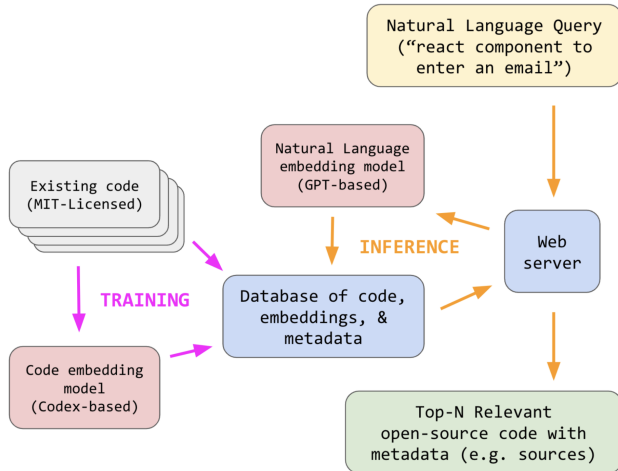 Natural Language Query
(“react component to
enter an email”)
Natural Language
embedding model
(GPT-based)
Existing code
(MIT-Licensed)
INFERENCE
Web
server
TRAINING
Database of code,
embeddings, &
metadata
Code embedding
model
(Codex-based)
Top-N Relevant
open-source code with
metadata (e.g. sources)